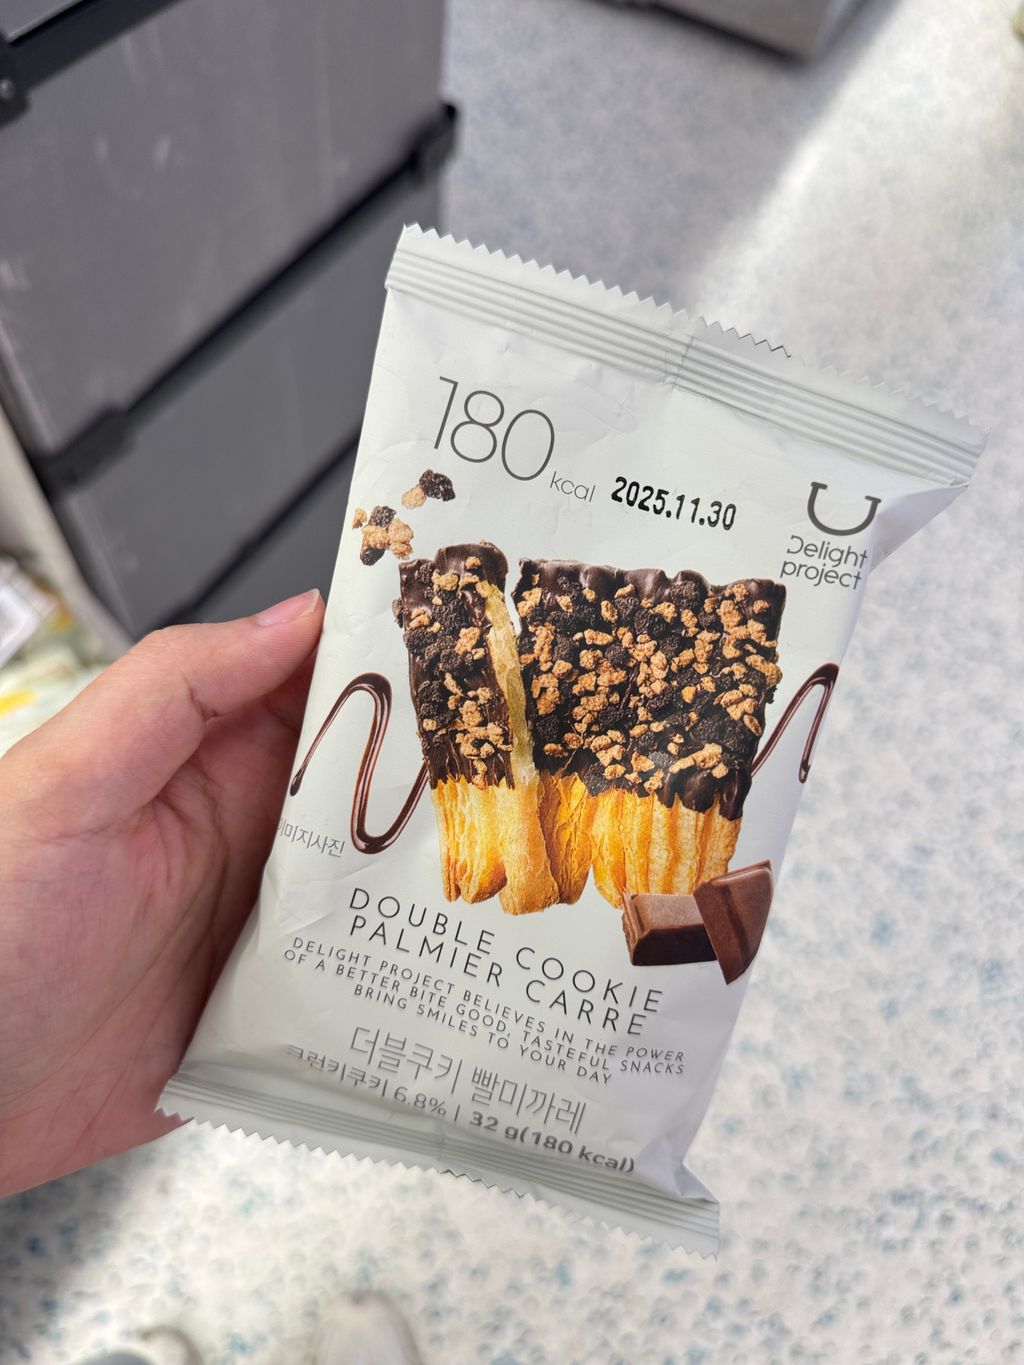 180 kcal
2025.11.30
Delight
project
이미지사진
DOUBLE COOKIE
PALMIER CARRE
DELIGHT PROJECT BELIEVES IN THE POWER
OF A BETTER BITE GOOD, TASTEFUL SNACKS
BRING SMILES TO YOUR DAY
더블쿠키 빨미까레
크런키쿠키 6.8% | 32 g(180 kcal)